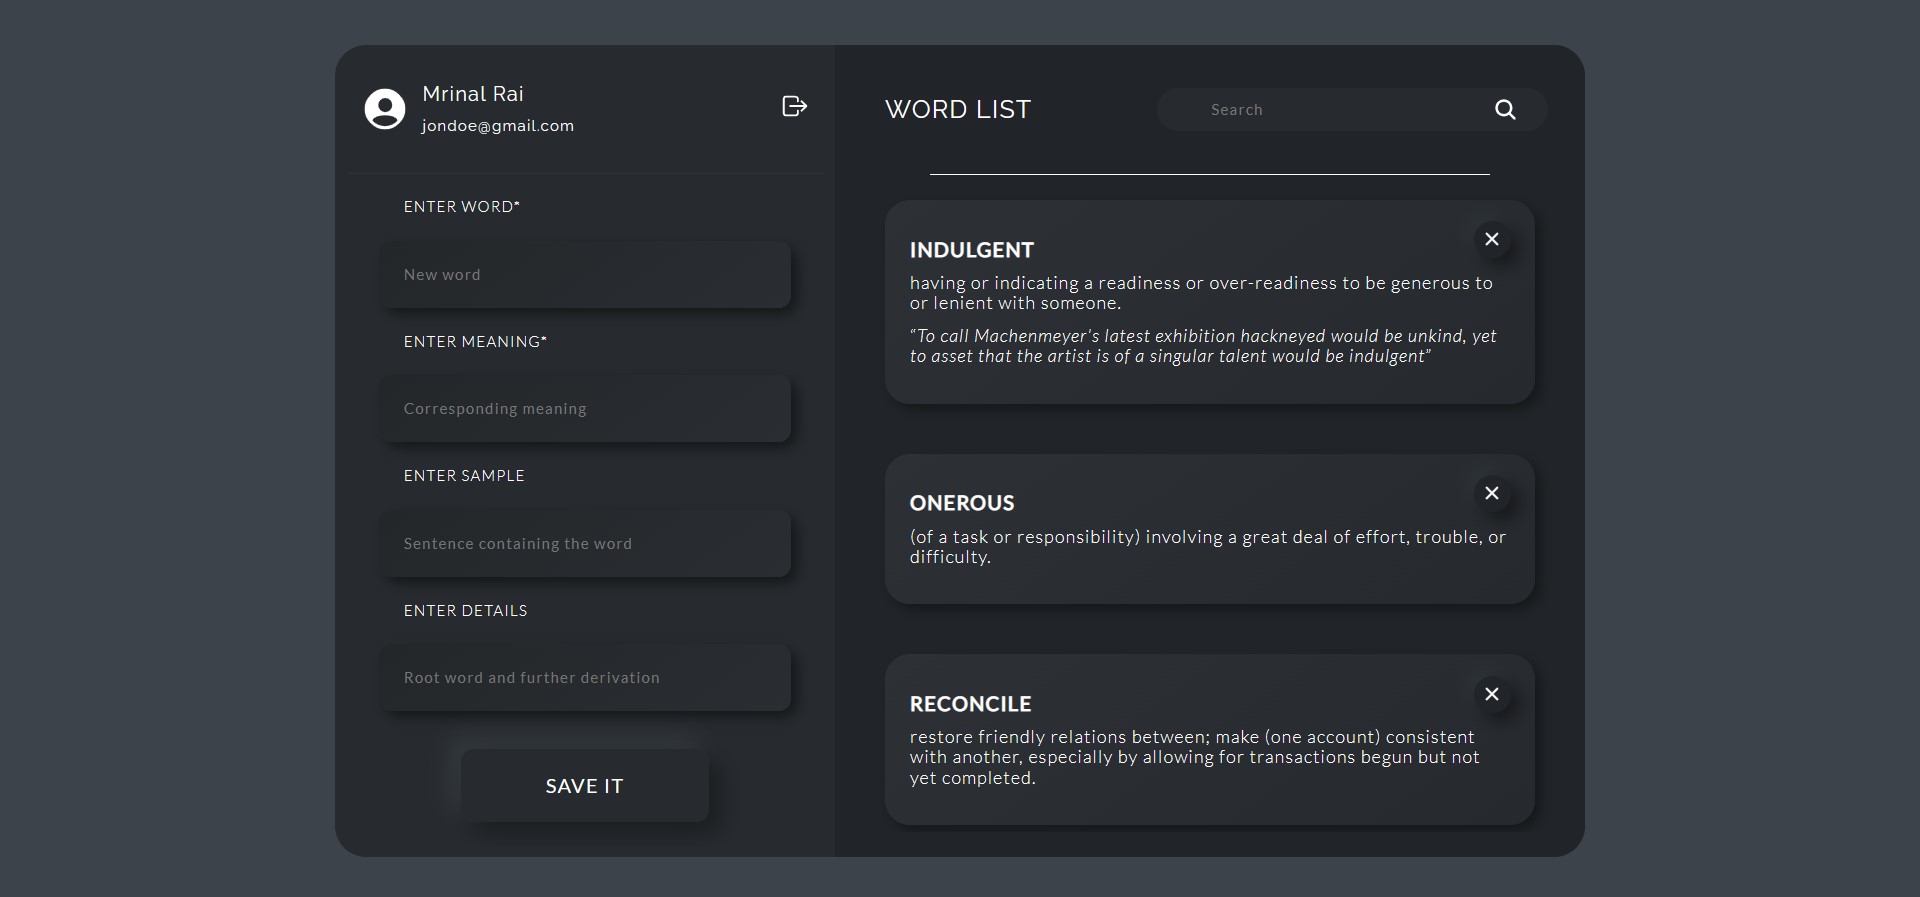 Mrinal Rai
jondoe@gmail.com
ENTER WORD*
New word
ENTER MEANING*
Corresponding meaning
ENTER SAMPLE
Sentence containing the word
ENTER DETAILS
Root word and further derivation
SAVE IT
WORD LIST
Search
INDULGENT
having or indicating a readiness or over-readiness to be generous to
or lenient with someone.
“To call Machenmeyer's latest exhibition hackneyed would be unkind, yet
to asset that the artist is of a singular talent would be indulgent”
ONEROUS
(of a task or responsibility) involving a great deal of effort, trouble, or
difficulty.
RECONCILE
restore friendly relations between; make (one account) consistent
with another, especially by allowing for transactions begun but not
yet completed.